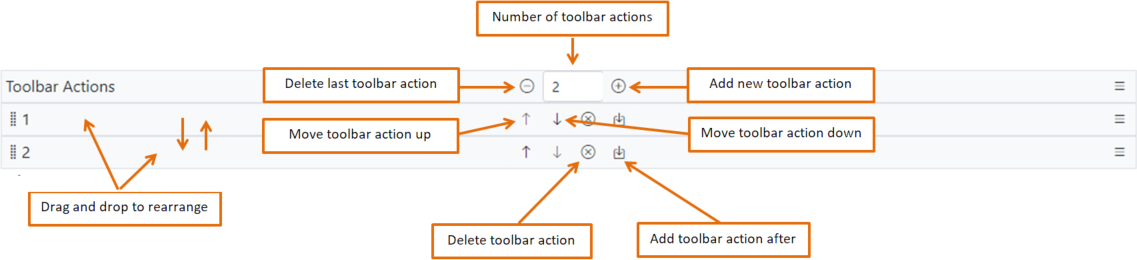 Number of toolbar actions
Toolbar Actions
Delete last toolbar action
2
Add new toolbar action
1
Move toolbar action up
Move toolbar action down
2
Drag and drop to rearrange
Delete toolbar action
Add toolbar action after